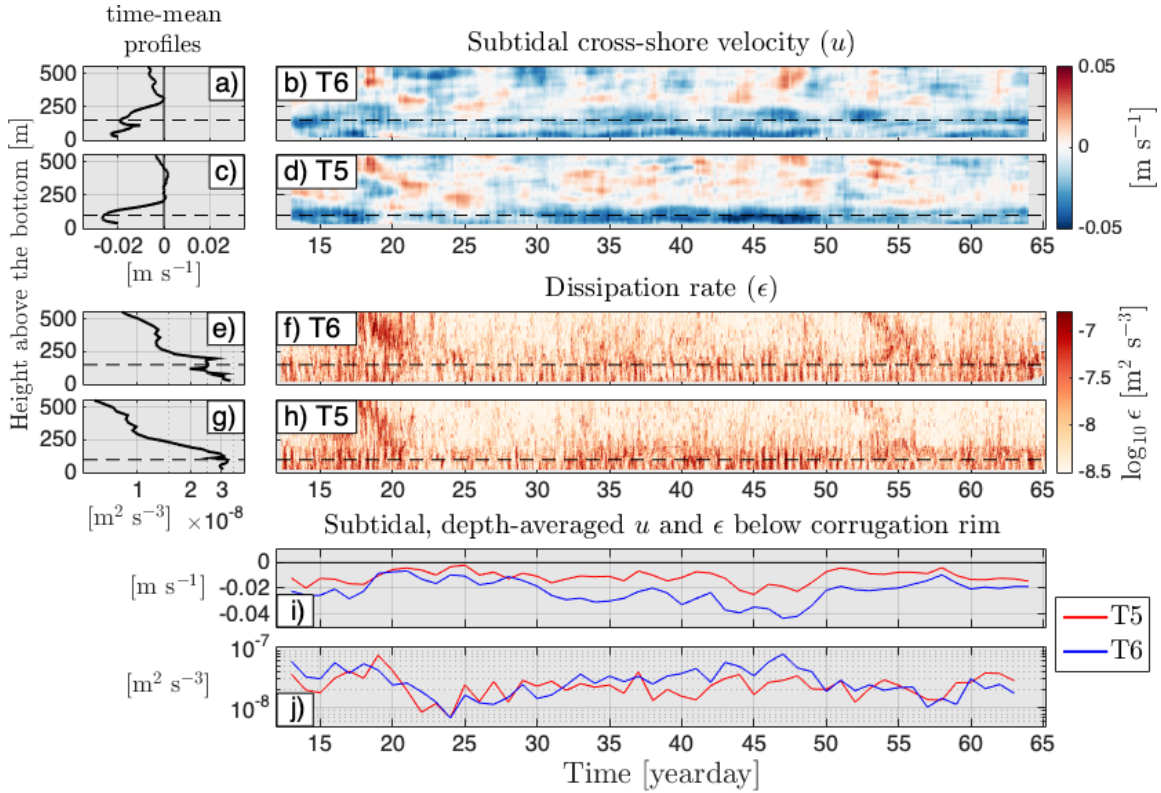 time-mean
profiles
Subtidal cross-shore velocity (u)
Height above the bottom [m]
500
250
0
a)
b) T6
500
250
0
c)
d) T5
-0.02 0 0.02
[m s⁻¹]
15 20 25 30 35 40 45 50 55 60 65
0.05
0
-0.05
[m s⁻¹]
Dissipation rate (ϵ)
500
250
0
e)
f) T6
500
250
0
g)
h) T5
1 2 3
[m² s⁻³] ×10⁻⁸
15 20 25 30 35 40 45 50 55 60 65
-7
-7.5
-8
-8.5
log₁₀ ϵ [m² s⁻³]
Subtidal, depth-averaged u and ϵ below corrugation rim
[m s⁻¹]
0
-0.02
-0.04
i)
[m² s⁻³]
10⁻⁷
10⁻⁸
j)
15 20 25 30 35 40 45 50 55 60 65
Time [yearday]
T5
T6